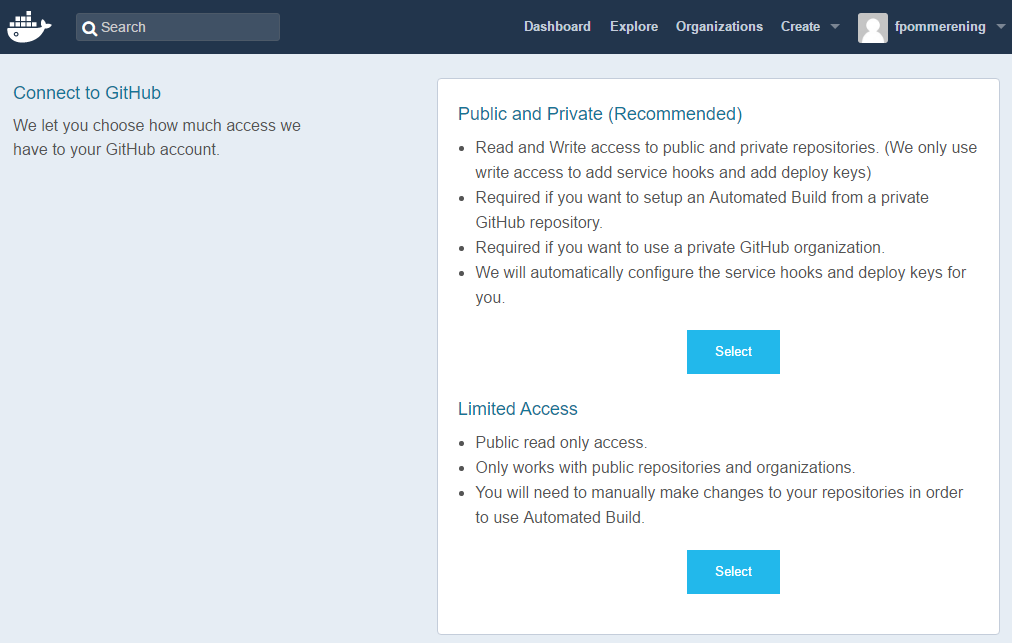 Search
Dashboard Explore Organizations Create fpommerening
Connect to GitHub
We let you choose how much access we
have to your GitHub account.
Public and Private (Recommended)
Read and Write access to public and private repositories. (We only use
write access to add service hooks and add deploy keys)
Required if you want to setup an Automated Build from a private
GitHub repository.
Required if you want to use a private GitHub organization.
We will automatically configure the service hooks and deploy keys for
you.
Select
Limited Access
Public read only access.
Only works with public repositories and organizations.
You will need to manually make changes to your repositories in order
to use Automated Build.
Select